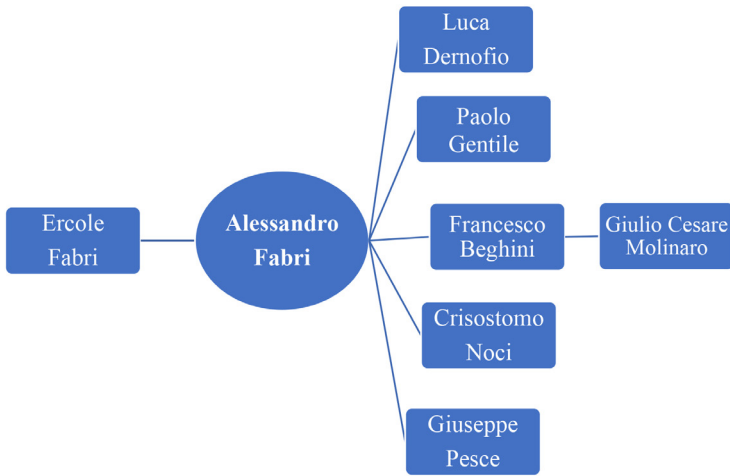 Luca
Dernofio
Paolo
Gentile
Ercole
Fabri
Alessandro
Fabri
Francesco
Beghini
Giulio Cesare
Molinaro
Crisostomo
Noci
Giuseppe
Pesce